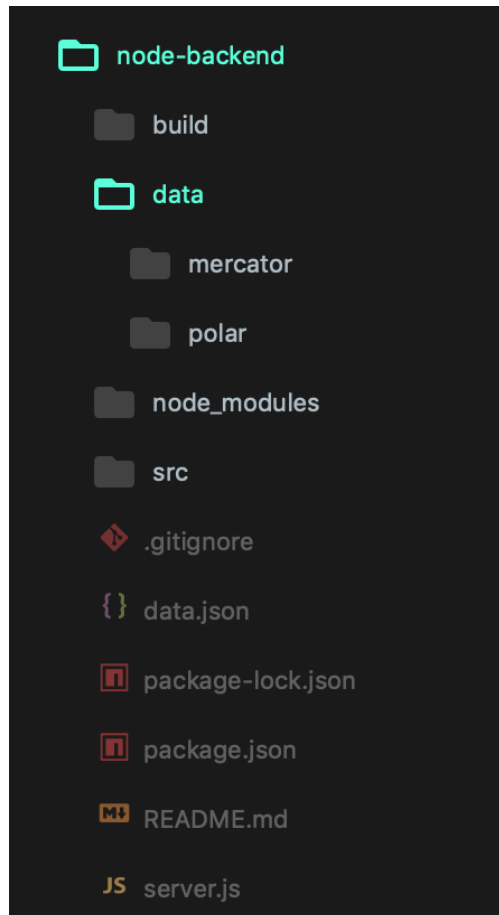 node-backend
build
data
mercator
polar
node_modules
src
.gitignore
{} data.json
package-lock.json
package.json
M↓ README.md
JS server.js